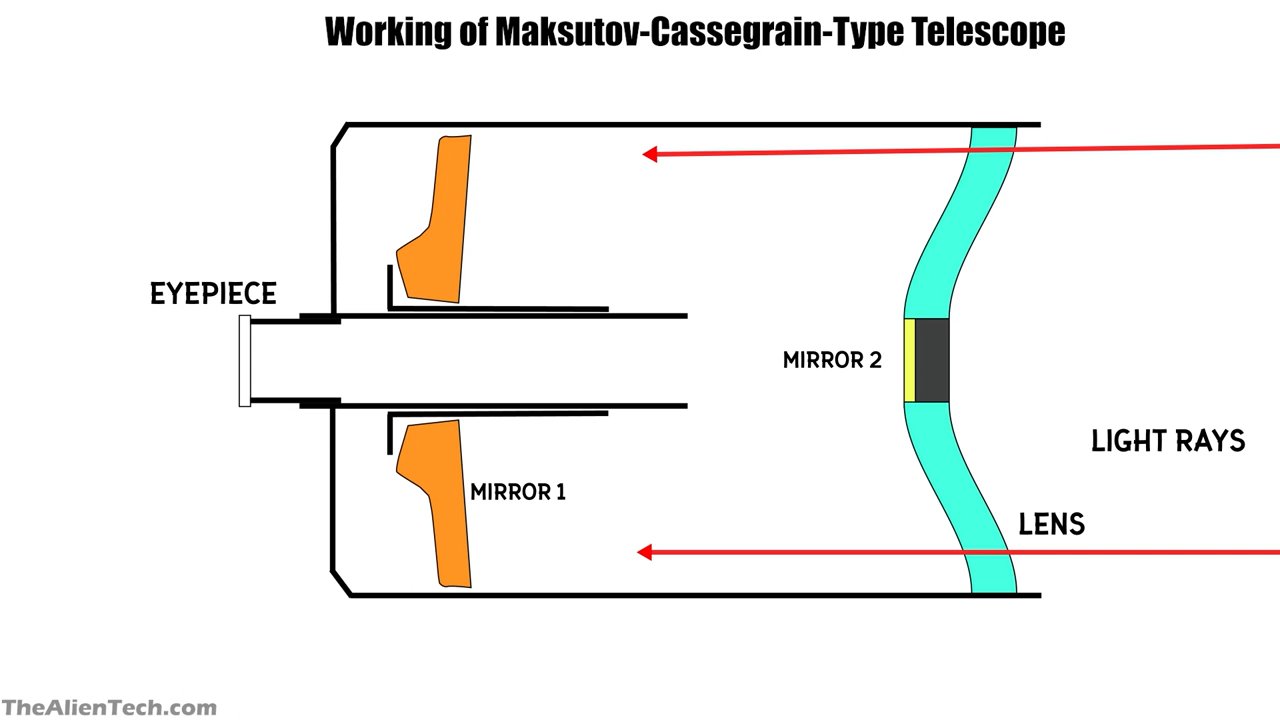 Working of Maksutov-Cassegrain-Type Telescope
EYEPIECE
MIRROR 2
LIGHT RAYS
MIRROR 1
LENS
TheAlienTech.com